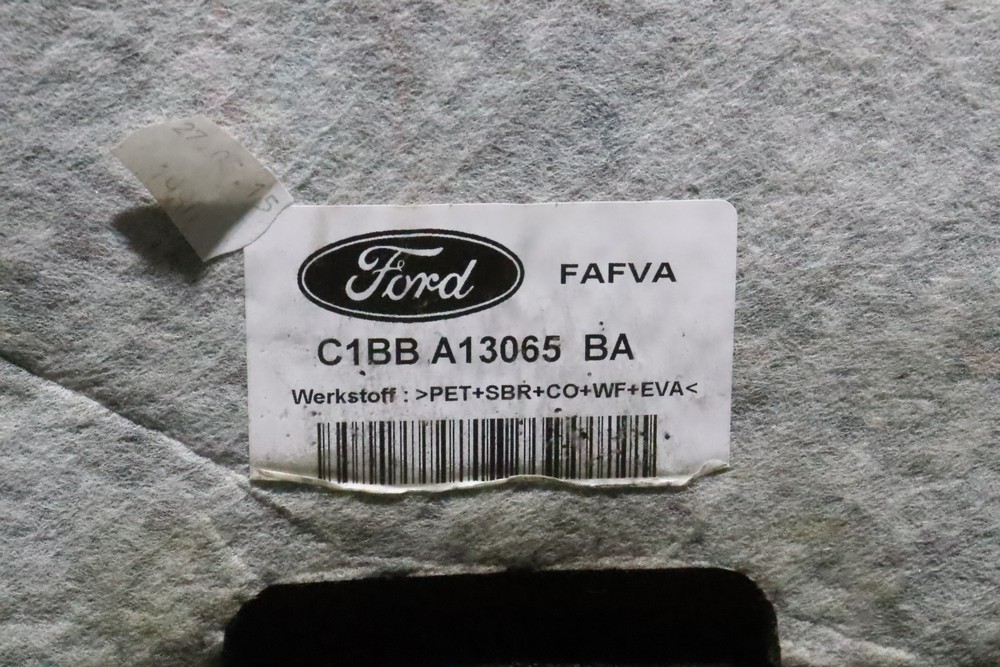 Ford
FAFVA
C1BB A13065 BA
Werkstoff : >PET+SBR+CO+WF+EVA<